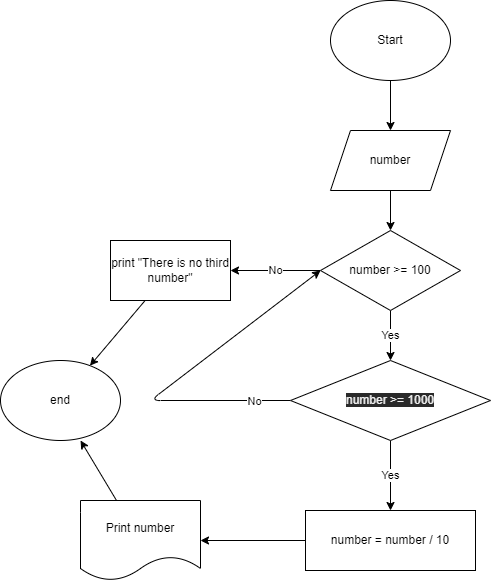 Start
number
number >= 100
No
print "There is no third
number"
Yes
end
No
number >= 1000
Yes
Print number
number = number / 10